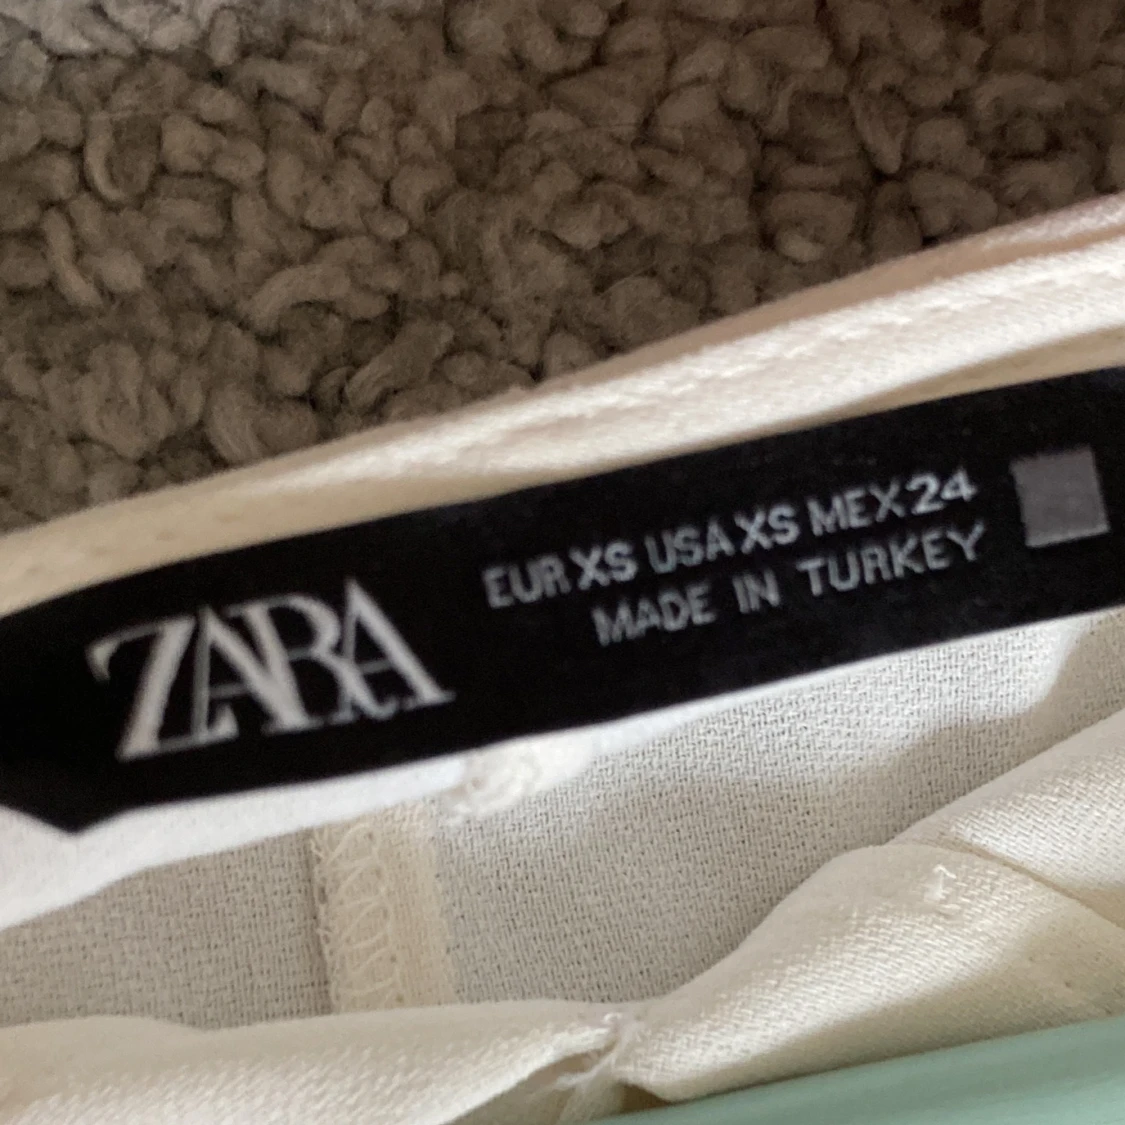 ZARA
EUR XS USA XS MEX 24
MADE IN TURKEY